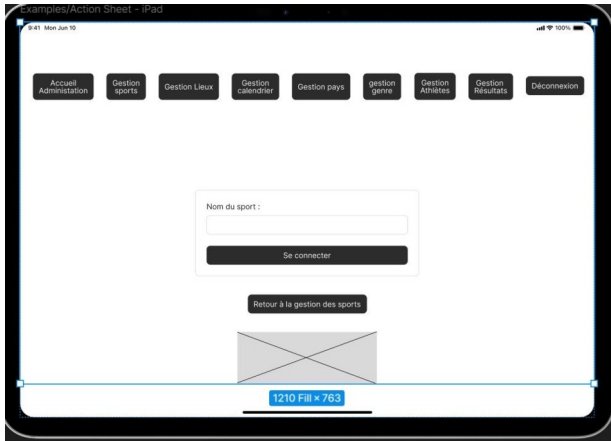 Examples/Action Sheet - iPad
9:41 Mon Jun 10
100%
Accueil
Administation
Gestion
sports
Gestion Lieux
Gestion
calendrier
Gestion pays
gestion
genre
Gestion
Athlètes
Gestion
Résultats
Déconnexion
Nom du sport :
Se connecter
Retour à la gestion des sports
1210 Fill × 763